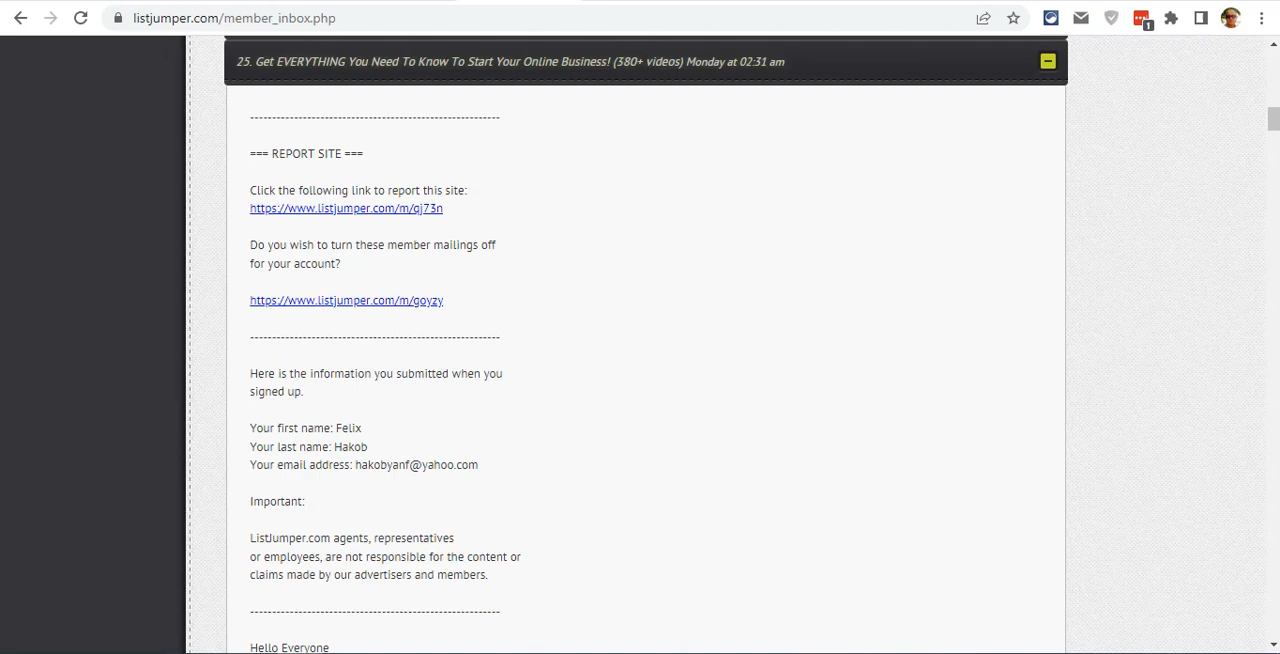 listjumper.com/member_inbox.php
1
25. Get EVERYTHING You Need To Know To Start Your Online Business! (380+ videos) Monday at 02:31 am
-------------------------------------------------------
=== REPORT SITE ===
Click the following link to report this site:
https://www.listjumper.com/m/qj73n
Do you wish to turn these member mailings off
for your account?
https://www.listjumper.com/m/goyzy
-------------------------------------------------------
Here is the information you submitted when you
signed up.
Your first name: Felix
Your last name: Hakob
Your email address: hakobyanf@yahoo.com
Important:
ListJumper.com agents, representatives
or employees, are not responsible for the content or
claims made by our advertisers and members.
-------------------------------------------------------
Hello Everyone